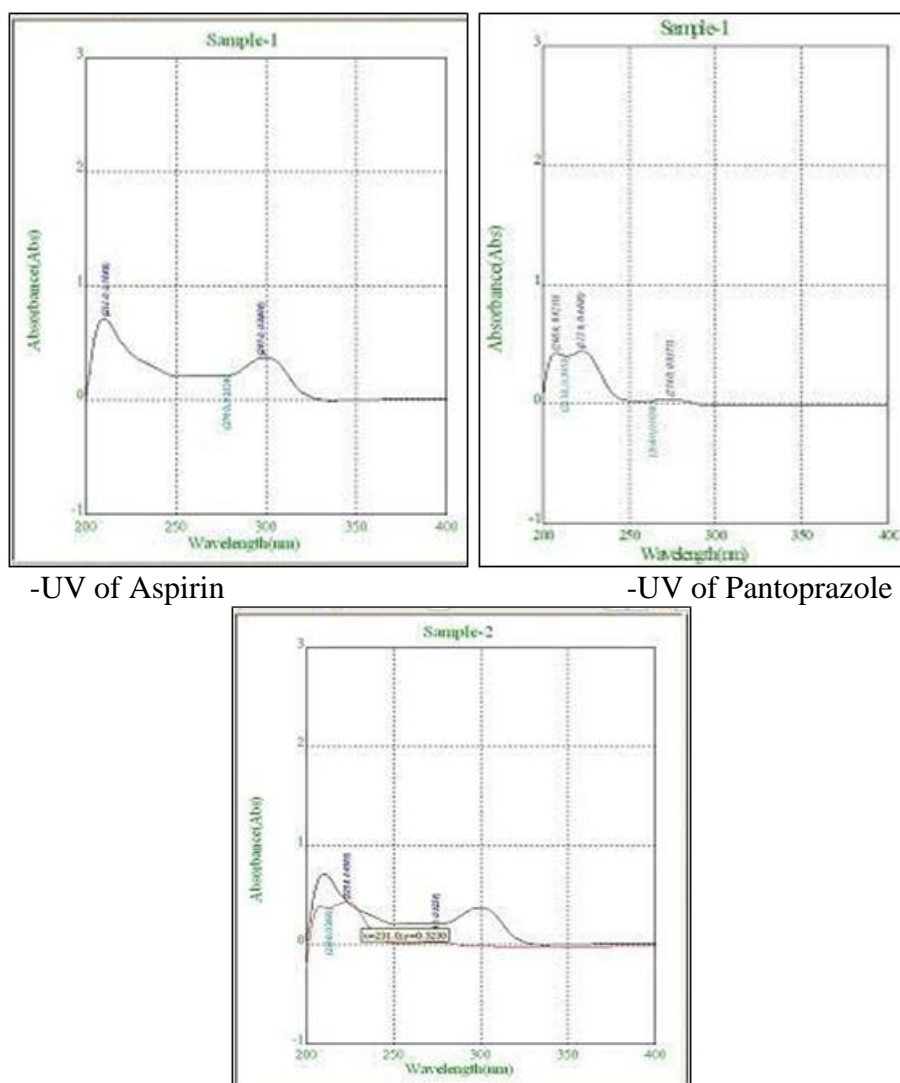 Sample-1
3
2
1
0
-1
Absorbance(Abs)
200 250 300 350 400
Wavelength(nm)
Sample-1
3
2
1
0
-1
Absorbance(Abs)
200 250 300 350 400
Wavelength(nm)
-UV of Aspirin
-UV of Pantoprazole
Sample-2
3
2
1
0
-1
Absorbance(Abs)
x=231.0;y=0.3230
200 250 300 350 400
Wavelength(nm)